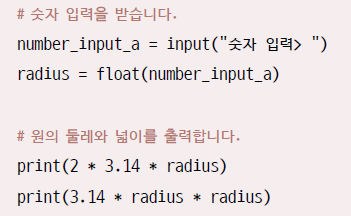 # 숫자 입력을 받습니다.
number_input_a = input("숫자 입력> ")
radius = float(number_input_a)

# 원의 둘레와 넓이를 출력합니다.
print(2 * 3.14 * radius)
print(3.14 * radius * radius)